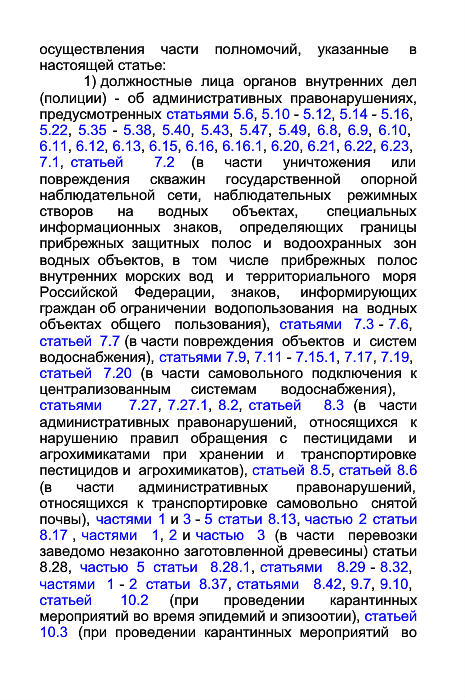 осуществления части полномочий, указанные в
настоящей статье:
1) должностные лица органов внутренних дел
(полиции) - об административных правонарушениях,
предусмотренных статьями 5.6, 5.10 - 5.12, 5.14 - 5.16,
5.22, 5.35 - 5.38, 5.40, 5.43, 5.47, 5.49, 6.8, 6.9, 6.10,
6.11, 6.12, 6.13, 6.15, 6.16, 6.16.1, 6.20, 6.21, 6.22, 6.23,
7.1, статьей 7.2 (в части уничтожения или
повреждения скважин государственной опорной
наблюдательной сети, наблюдательных режимных
створов на водных объектах, специальных
информационных знаков, определяющих границы
прибрежных защитных полос и водоохранных зон
водных объектов, в том числе прибрежных полос
внутренних морских вод и территориального моря
Российской Федерации, знаков, информирующих
граждан об ограничении водопользования на водных
объектах общего пользования), статьями 7.3 - 7.6,
статьей 7.7 (в части повреждения объектов и систем
водоснабжения), статьями 7.9, 7.11 - 7.15.1, 7.17, 7.19,
статьей 7.20 (в части самовольного подключения к
централизованным системам водоснабжения),
статьями 7.27, 7.27.1, 8.2, статьей 8.3 (в части
административных правонарушений, относящихся к
нарушению правил обращения с пестицидами и
агрохимикатами при хранении и транспортировке
пестицидов и агрохимикатов), статьей 8.5, статьей 8.6
(в части административных правонарушений,
относящихся к транспортировке самовольно снятой
почвы), частями 1 и 3 - 5 статьи 8.13, частью 2 статьи
8.17 , частями 1, 2 и частью 3 (в части перевозки
заведомо незаконно заготовленной древесины) статьи
8.28, частью 5 статьи 8.28.1, статьями 8.29 - 8.32,
частями 1 - 2 статьи 8.37, статьями 8.42, 9.7, 9.10,
статьей 10.2 (при проведении карантинных
мероприятий во время эпидемий и эпизоотии), статьей
10.3 (при проведении карантинных мероприятий во